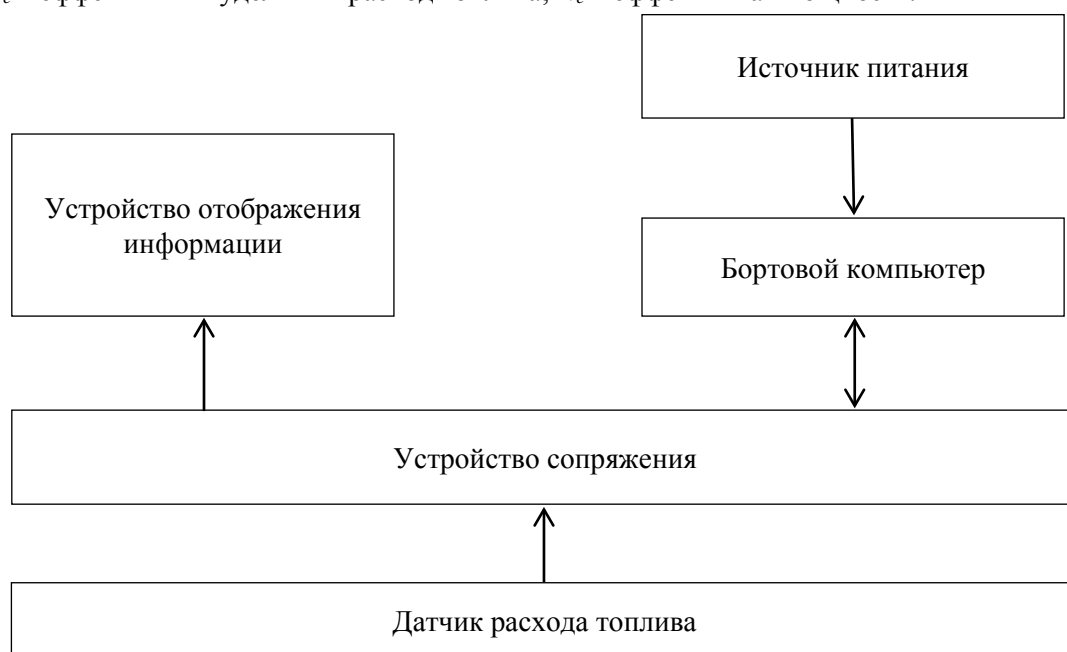 Источник питания
Устройство отображения
информации
Бортовой компьютер
Устройство сопряжения
Датчик расхода топлива